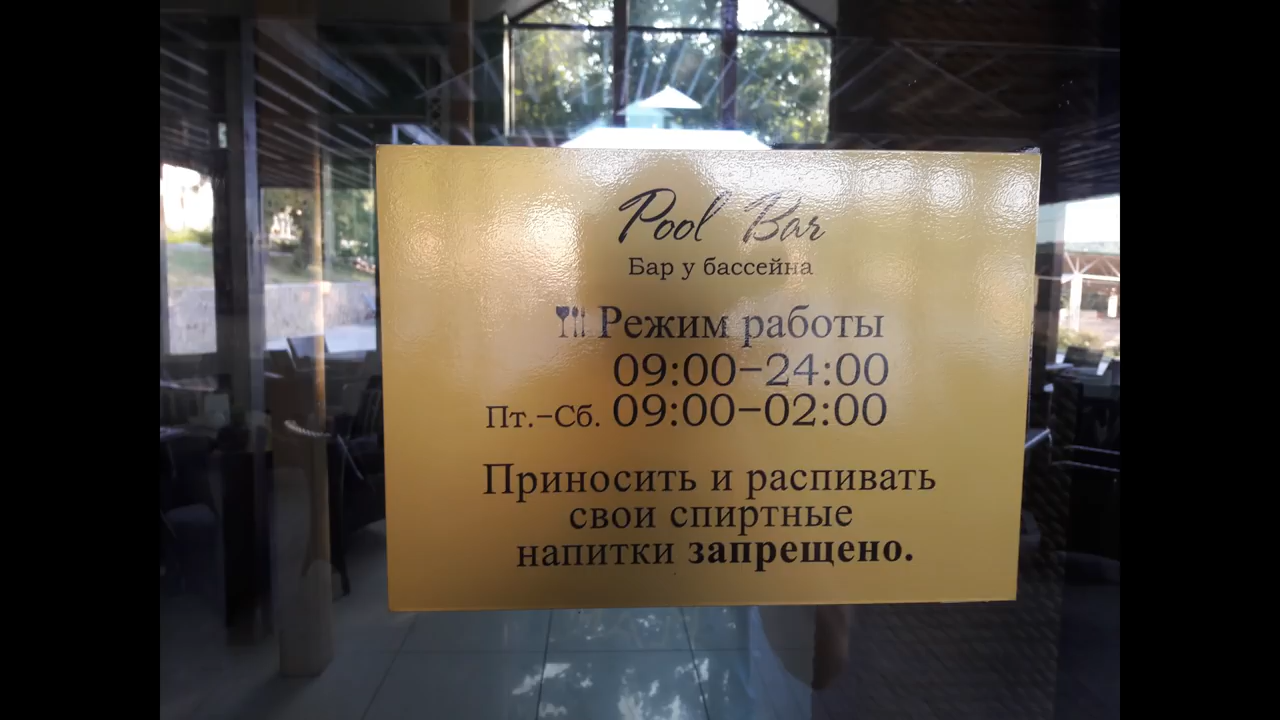 Pool Bar
Бар у бассейна
Режим работы
09:00-24:00
Пт.-Сб. 09:00-02:00
Приносить и распивать
свои спиртные
напитки запрещено.